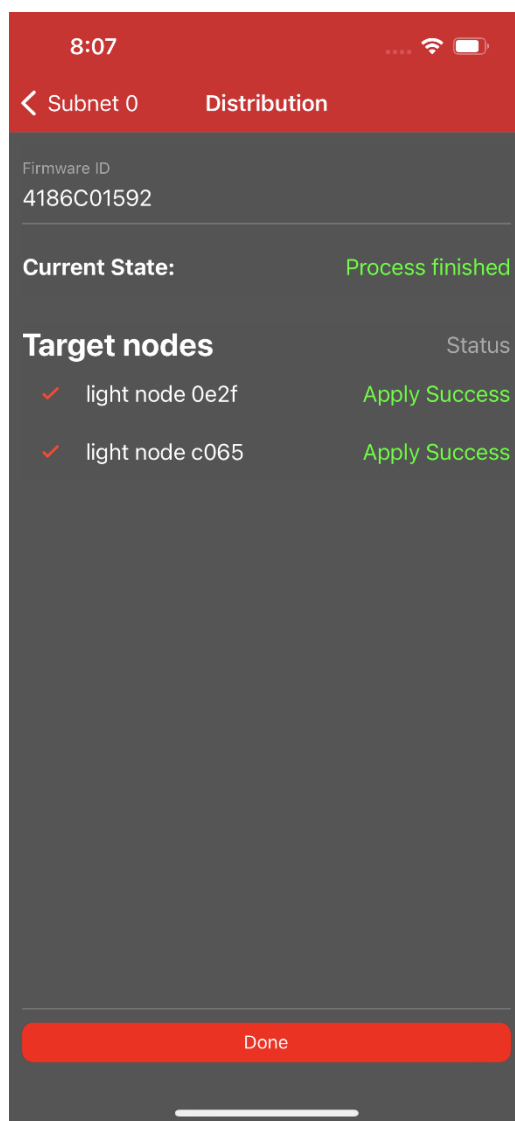 8:07
Subnet 0 Distribution
Firmware ID
4186C01592
Current State: Process finished
Target nodes Status
light node 0e2f Apply Success
light node c065 Apply Success
Done